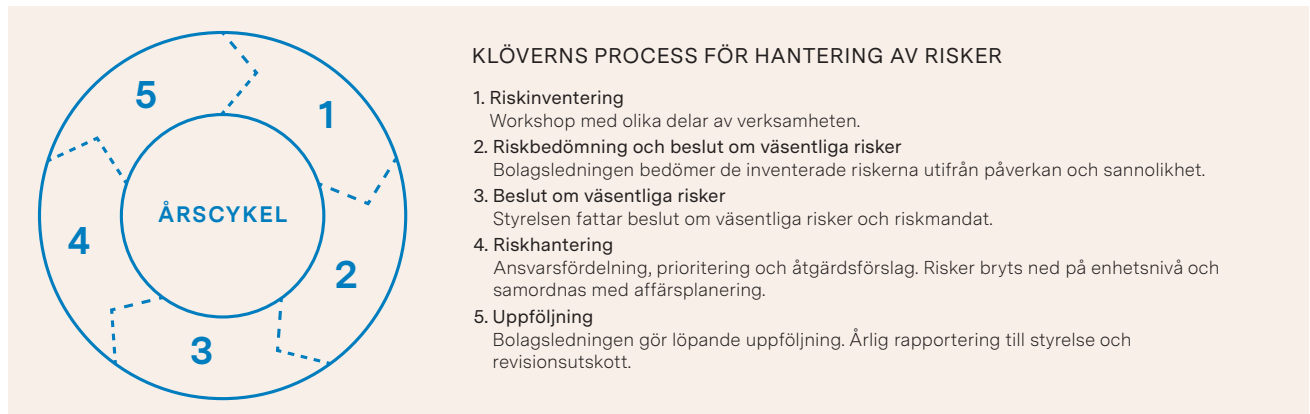 5
1
ÅRSCYKEL
4
2
3
KLÖVERNS PROCESS FÖR HANTERING AV RISKER
1. Riskinventering
Workshop med olika delar av verksamheten.
2. Riskbedömning och beslut om väsentliga risker
Bolagsledningen bedömer de inventerade riskerna utifrån påverkan och sannolikhet.
3. Beslut om väsentliga risker
Styrelsen fattar beslut om väsentliga risker och riskmandat.
4. Riskhantering
Ansvarsfördelning, prioritering och åtgärdsförslag. Risker bryts ned på enhetsnivå och
samordnas med affärsplanering.
5. Uppföljning
Bolagsledningen gör löpande uppföljning. Årlig rapportering till styrelse och
revisionsutskott.